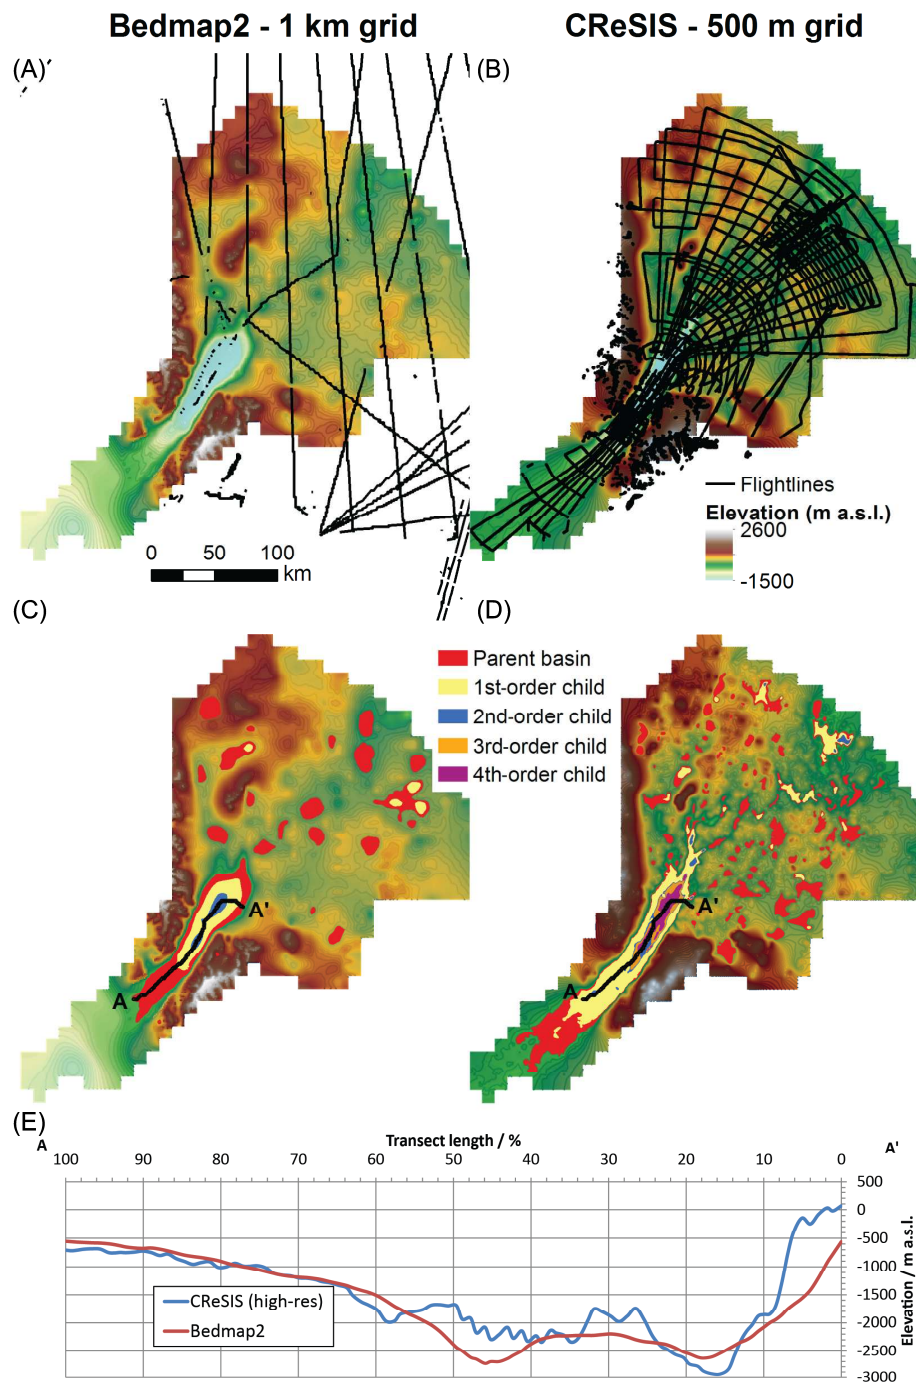 Bedmap2 - 1 km grid
CReSIS - 500 m grid
(A)
(B)
Flightlines
Elevation (m a.s.l.)
2600
-1500
0 50 100
km
(C)
(D)
Parent basin
1st-order child
2nd-order child
3rd-order child
4th-order child
A'
A
A'
A
(E)
A
Transect length / %
A'
100 90 80 70 60 50 40 30 20 10 0
500
0
-500
-1000
-1500
-2000
-2500
-3000
Elevation / m a.s.l.
CReSIS (high-res)
Bedmap2